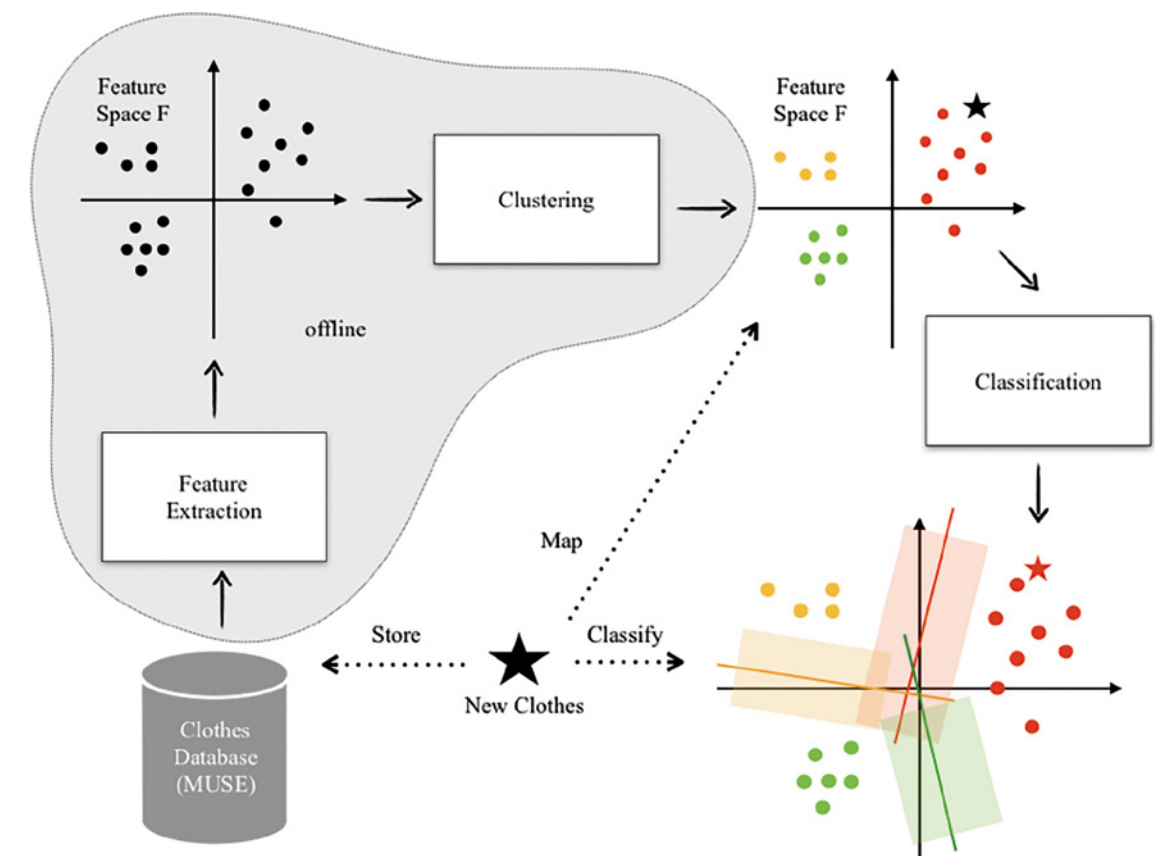 Feature
Space F
Clustering
offline
Feature
Extraction
Clothes
Database
(MUSE)
Store
New Clothes
Map
Classify
Feature
Space F
Classification